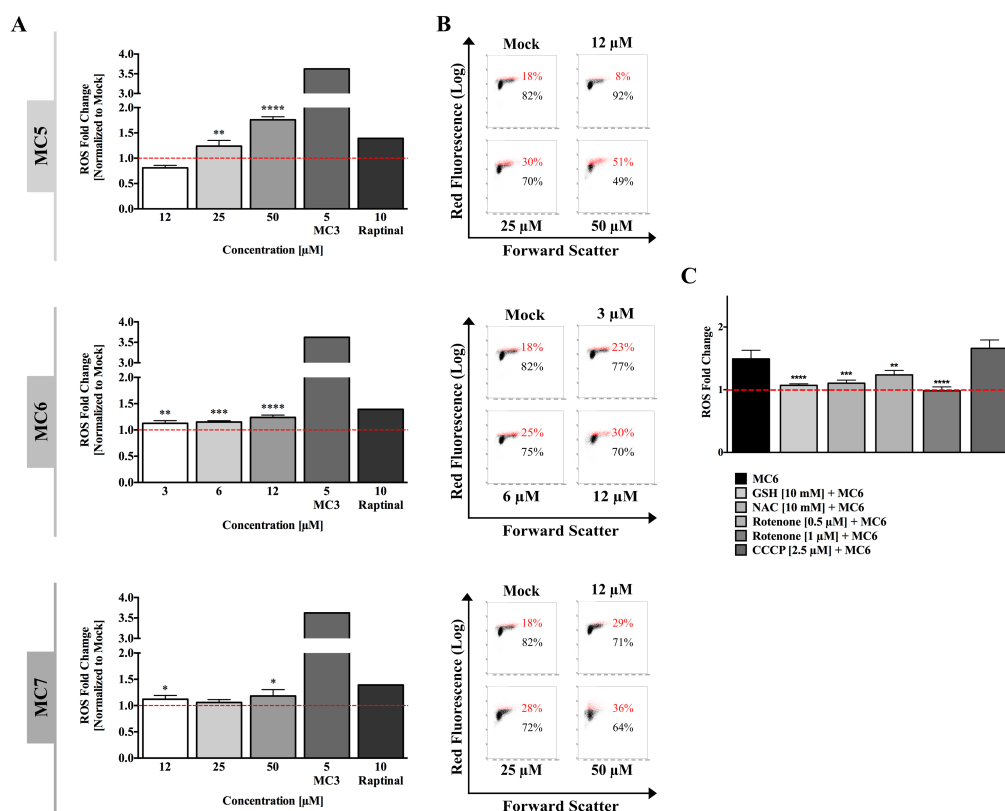 A
MC5
ROS Fold Change
[Normalized to Mock]
4.0
3.5
3.0
2.0
1.5
1.0
0.5
0.0
** ****
12 25 50 5 10
MC3 Raptinal
Concentration [µM]
B
Mock 12 µM
Red Fluorescence (Log)
18% 8%
82% 92%
30% 51%
70% 49%
25 µM 50 µM
Forward Scatter
MC6
ROS Fold Change
[Normalized to Mock]
4.0
3.5
3.0
2.0
1.5
1.0
0.5
0.0
** *** ****
3 6 12 5 10
MC3 Raptinal
Concentration [µM]
Mock 3 µM
Red Fluorescence (Log)
18% 23%
82% 77%
25% 30%
75% 70%
6 µM 12 µM
Forward Scatter
C
ROS Fold Change
2
1
0
**** *** ** ****
MC6
GSH [10 mM] + MC6
NAC [10 mM] + MC6
Rotenone [0.5 µM] + MC6
Rotenone [1 µM] + MC6
CCCP [2.5 µM] + MC6
MC7
ROS Fold Change
[Normalized to Mock]
4.0
3.5
3.0
2.0
1.5
1.0
0.5
0.0
* *
12 25 50 5 10
MC3 Raptinal
Concentration [µM]
Mock 12 µM
Red Fluorescence (Log)
18% 29%
82% 71%
28% 36%
72% 64%
25 µM 50 µM
Forward Scatter